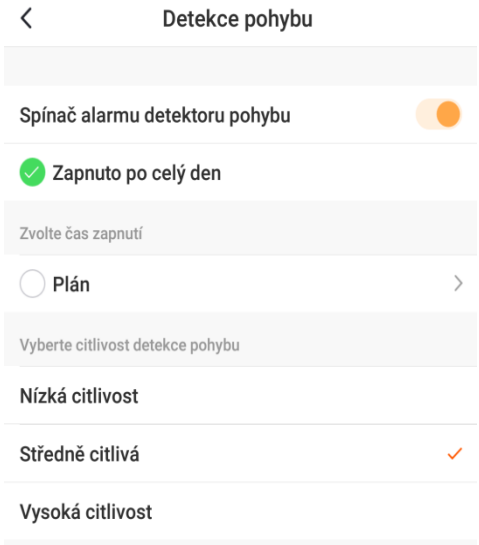 Detekce pohybu
Spínač alarmu detektoru pohybu
Zapnuto po celý den
Zvolte čas zapnutí
Plán
Vyberte citlivost detekce pohybu
Nízká citlivost
Středně citlivá
Vysoká citlivost